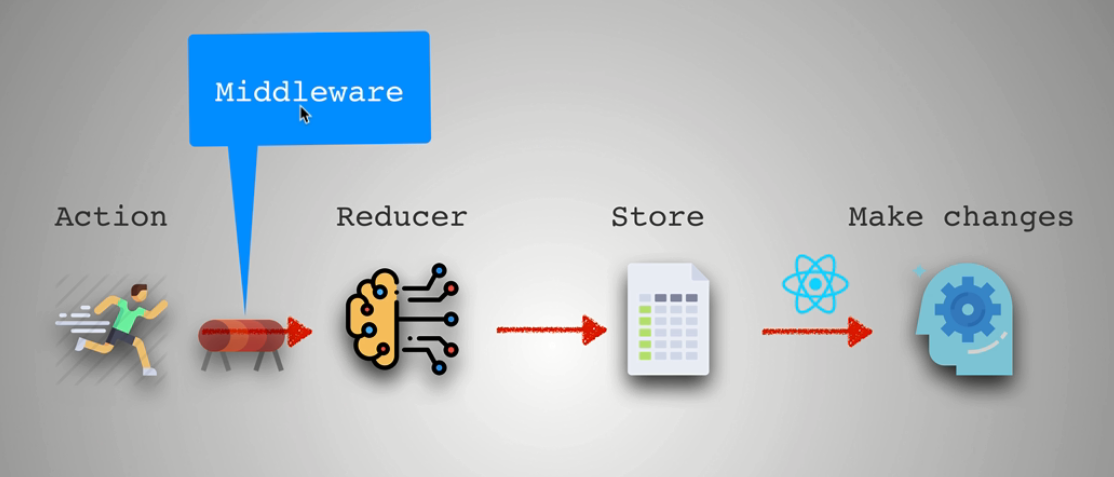 Middleware
Action
Reducer
Store
Make changes